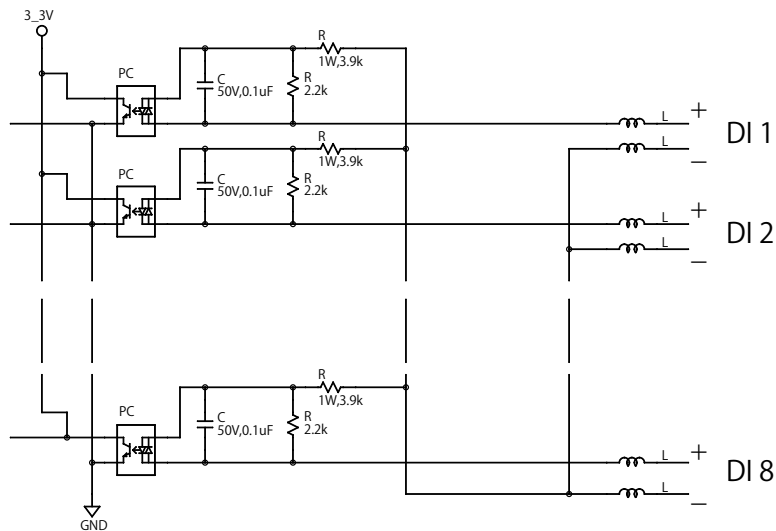 3_3V
PC
C
50V,0.1uF
R
2.2k
R
1W,3.9k
L
+
L
−
DI 1
PC
C
50V,0.1uF
R
2.2k
R
1W,3.9k
L
+
L
−
DI 2
PC
C
50V,0.1uF
R
2.2k
R
1W,3.9k
L
+
L
−
DI 8
GND